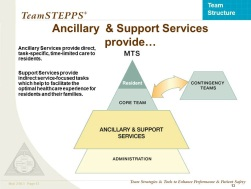 Team
Structure
TeamSTEPPS®
Ancillary & Support Services
provide…
Ancillary Services provide direct,
task-specific, time-limited care to
residents.
Support Services provide
indirect service-focused tasks
which help to facilitate the
optimal healthcare experience for
residents and their families.
MTS
Resident
CONTINGENCY
TEAMS
CORE TEAM
ANCILLARY & SUPPORT
SERVICES
ADMINISTRATION
Team Strategies & Tools to Enhance Performance & Patient Safety